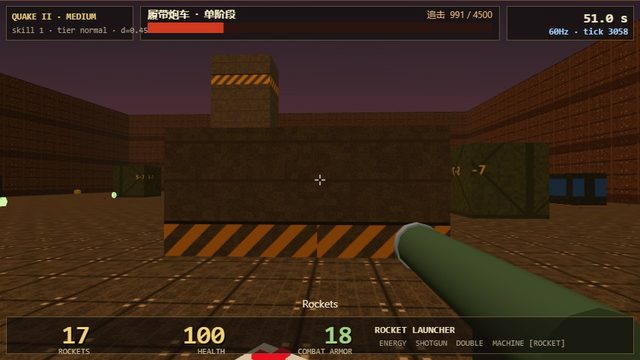 QUAKE II - MEDIUM
skill 1 · tier normal · d=0.45
履带炮车 · 单阶段
追击 991 / 4500
51.0 s
60Hz · tick 3058
-7
Rockets
17
ROCKETS
100
HEALTH
18
COMBAT ARMOR
ROCKET LAUNCHER
ENERGY SHOTGUN DOUBLE MACHINE [ROCKET]